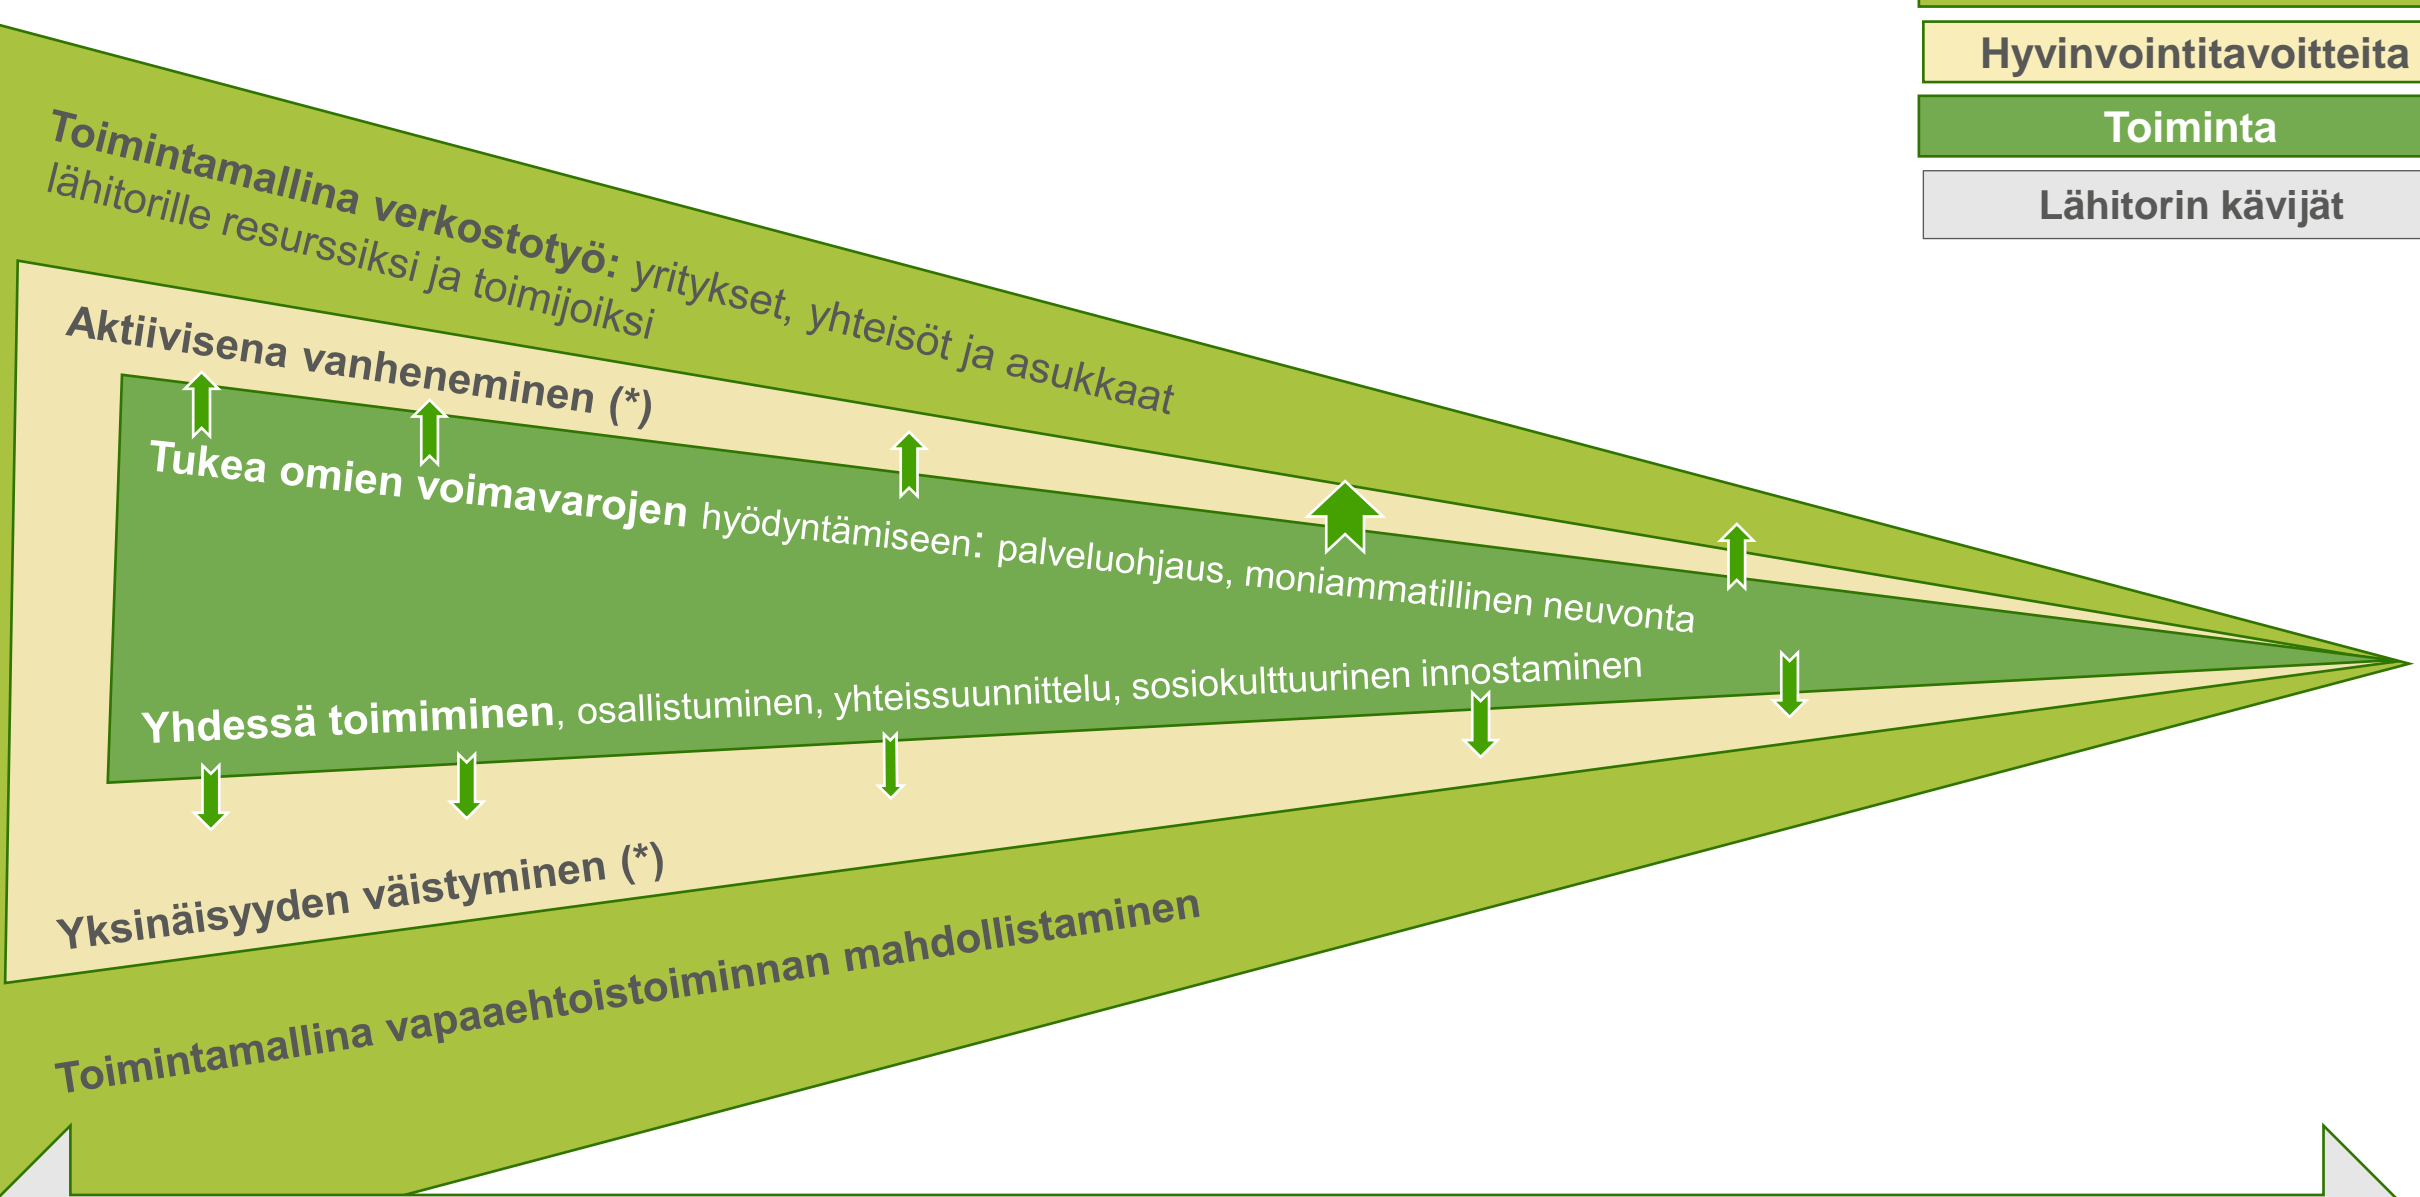 Hyvinvointitavoitteita
Toiminta
Lähitorin kävijät
Toimintamallina verkostotyö: yritykset, yhteisöt ja asukkaat
lähitorille resurssiksi ja toimijoiksi
Aktiivisena vanheneminen (*)
Tukea omien voimavarojen hyödyntämiseen: palveluohjaus, moniammatillinen neuvonta
Yhdessä toimiminen, osallistuminen, yhteissuunnittelu, sosiokulttuurinen innostaminen
Yksinäisyyden väistyminen (*)
Toimintamallina vapaaehtoistoiminnan mahdollistaminen